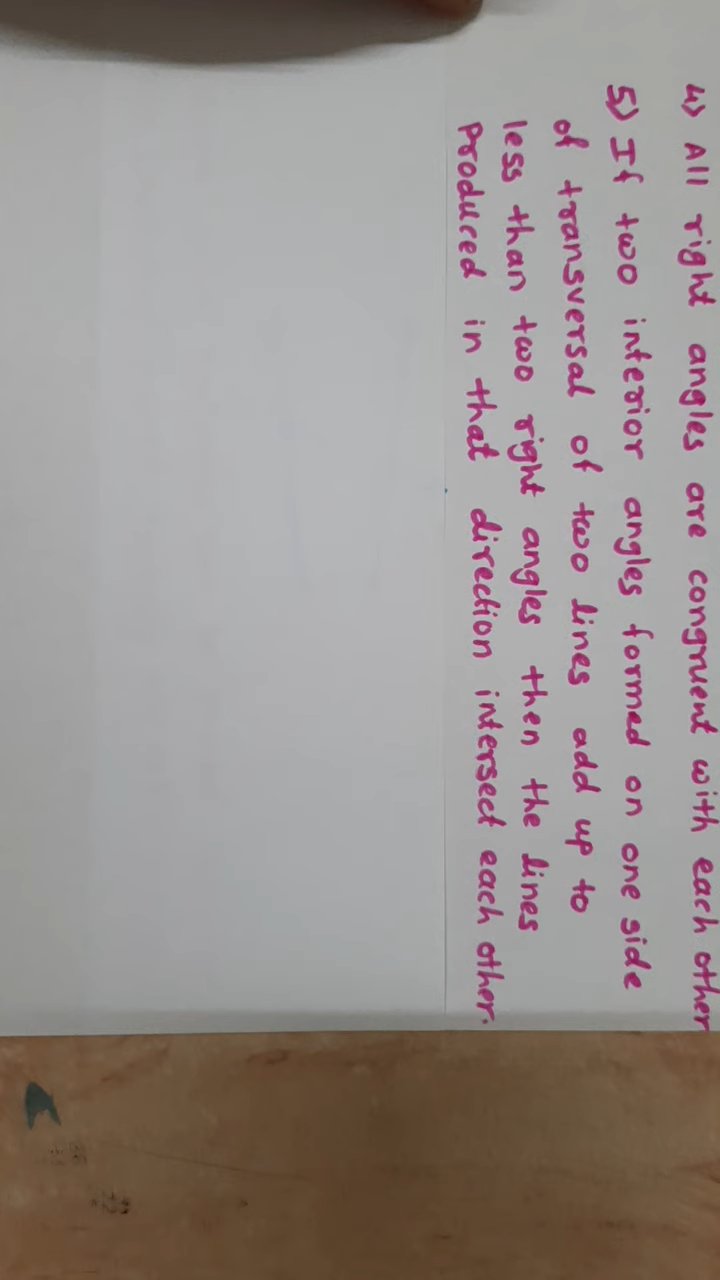 4) All right angles are congruent with each other
5) If two interior angles formed on one side
of transversal of two lines add up to
less than two right angles then the lines
produced in that direction intersect each other.